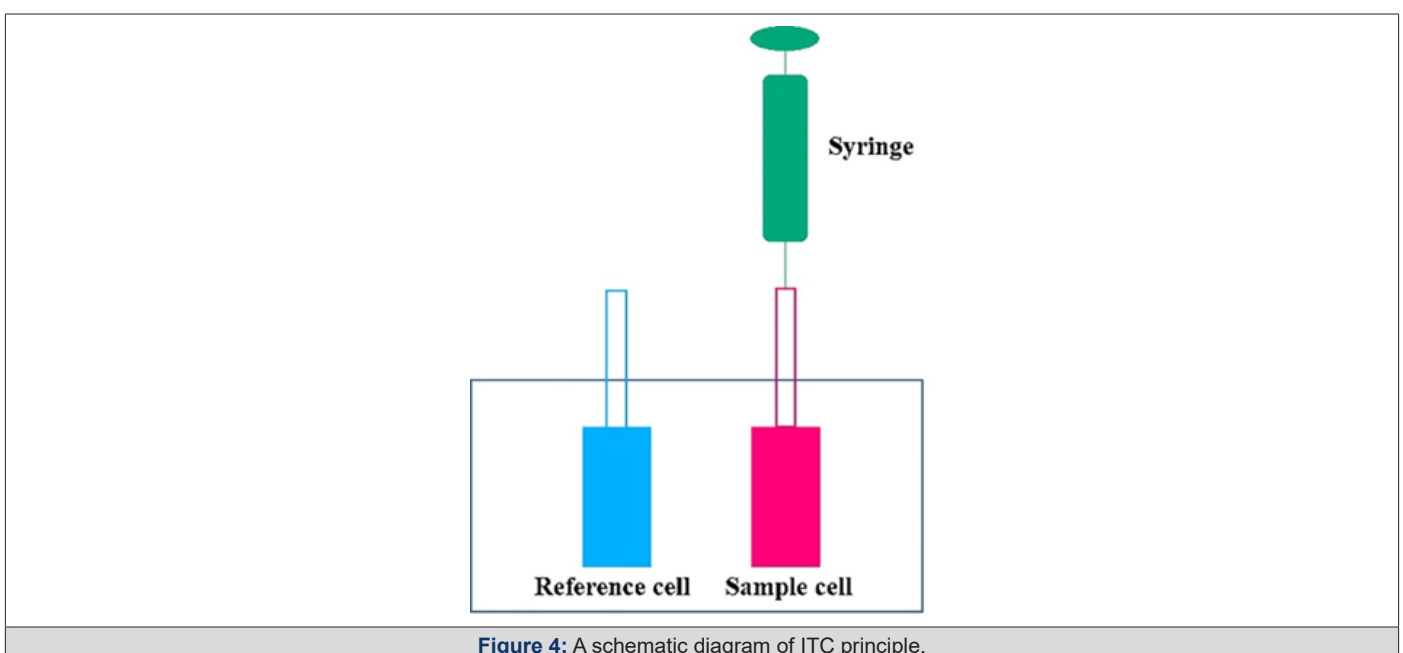 Syringe
Reference cell Sample cell
Figure 4: A schematic diagram of ITC principle.